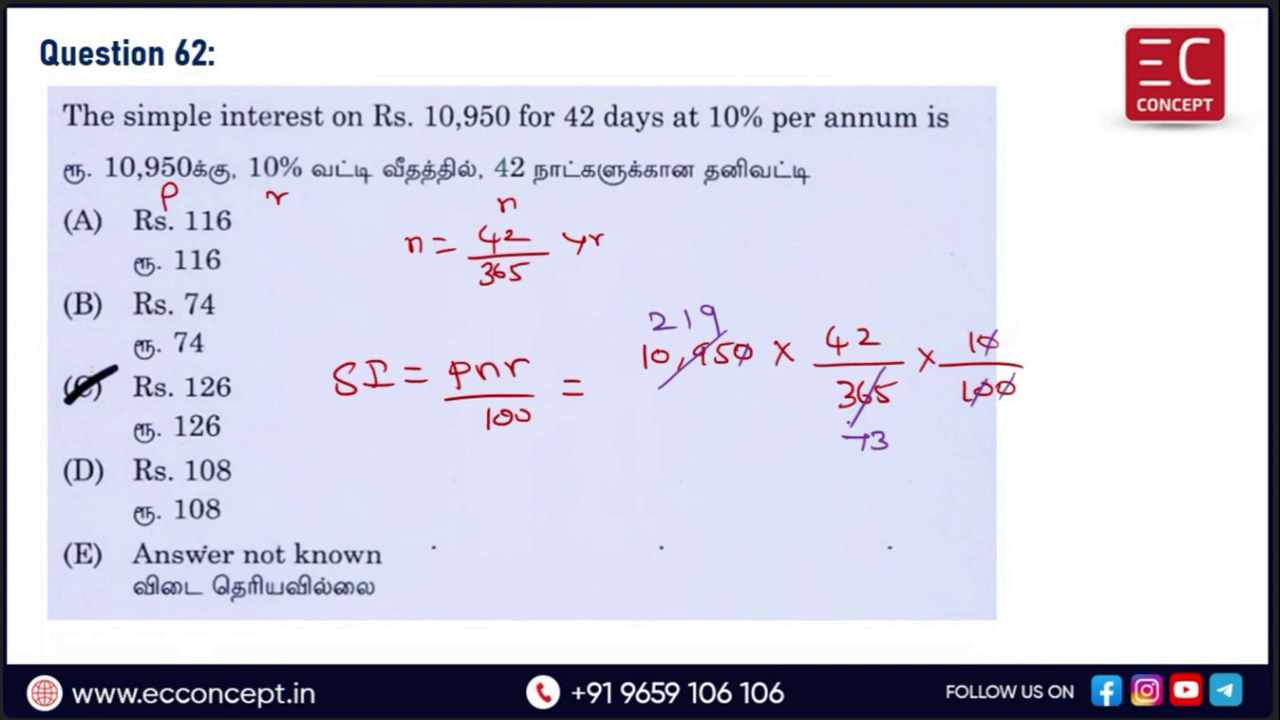 Question 62:
EC
CONCEPT
The simple interest on Rs. 10,950 for 42 days at 10% per annum is
ரூ. 10,950க்கு, 10% வட்டி வீதத்தில், 42 நாட்களுக்கான தனிவட்டி
p r n
(A) Rs. 116
ரூ. 116
n = 42/365 yr
(B) Rs. 74
ரூ. 74
(C) Rs. 126
ரூ. 126
SI = pnr/100 = 10,950 × 42/365 × 10/100
219
73
(D) Rs. 108
ரூ. 108
(E) Answer not known
விடை தெரியவில்லை
www.ecconcept.in +91 9659 106 106 FOLLOW US ON